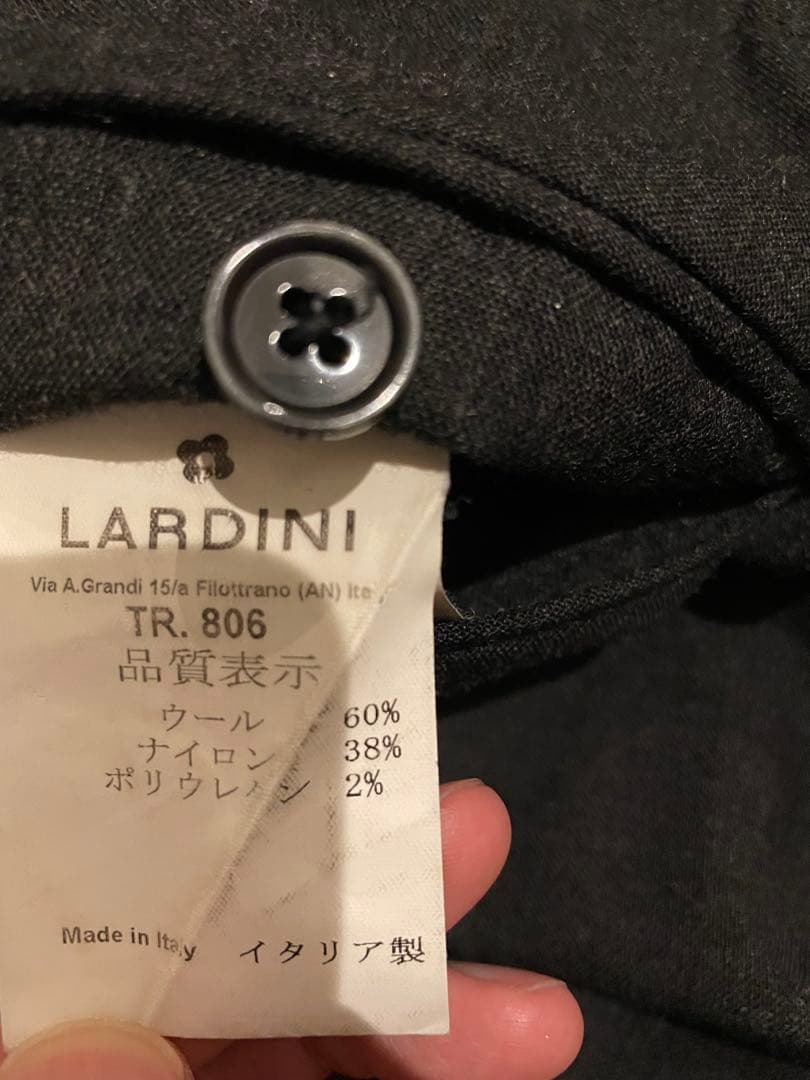 LARDINI
Via A.Grandi 15/a Filottrano (AN) Ita
TR. 806
品質表示
ウール 60%
ナイロン 38%
ポリウレタン 2%
Made in Italy イタリア製